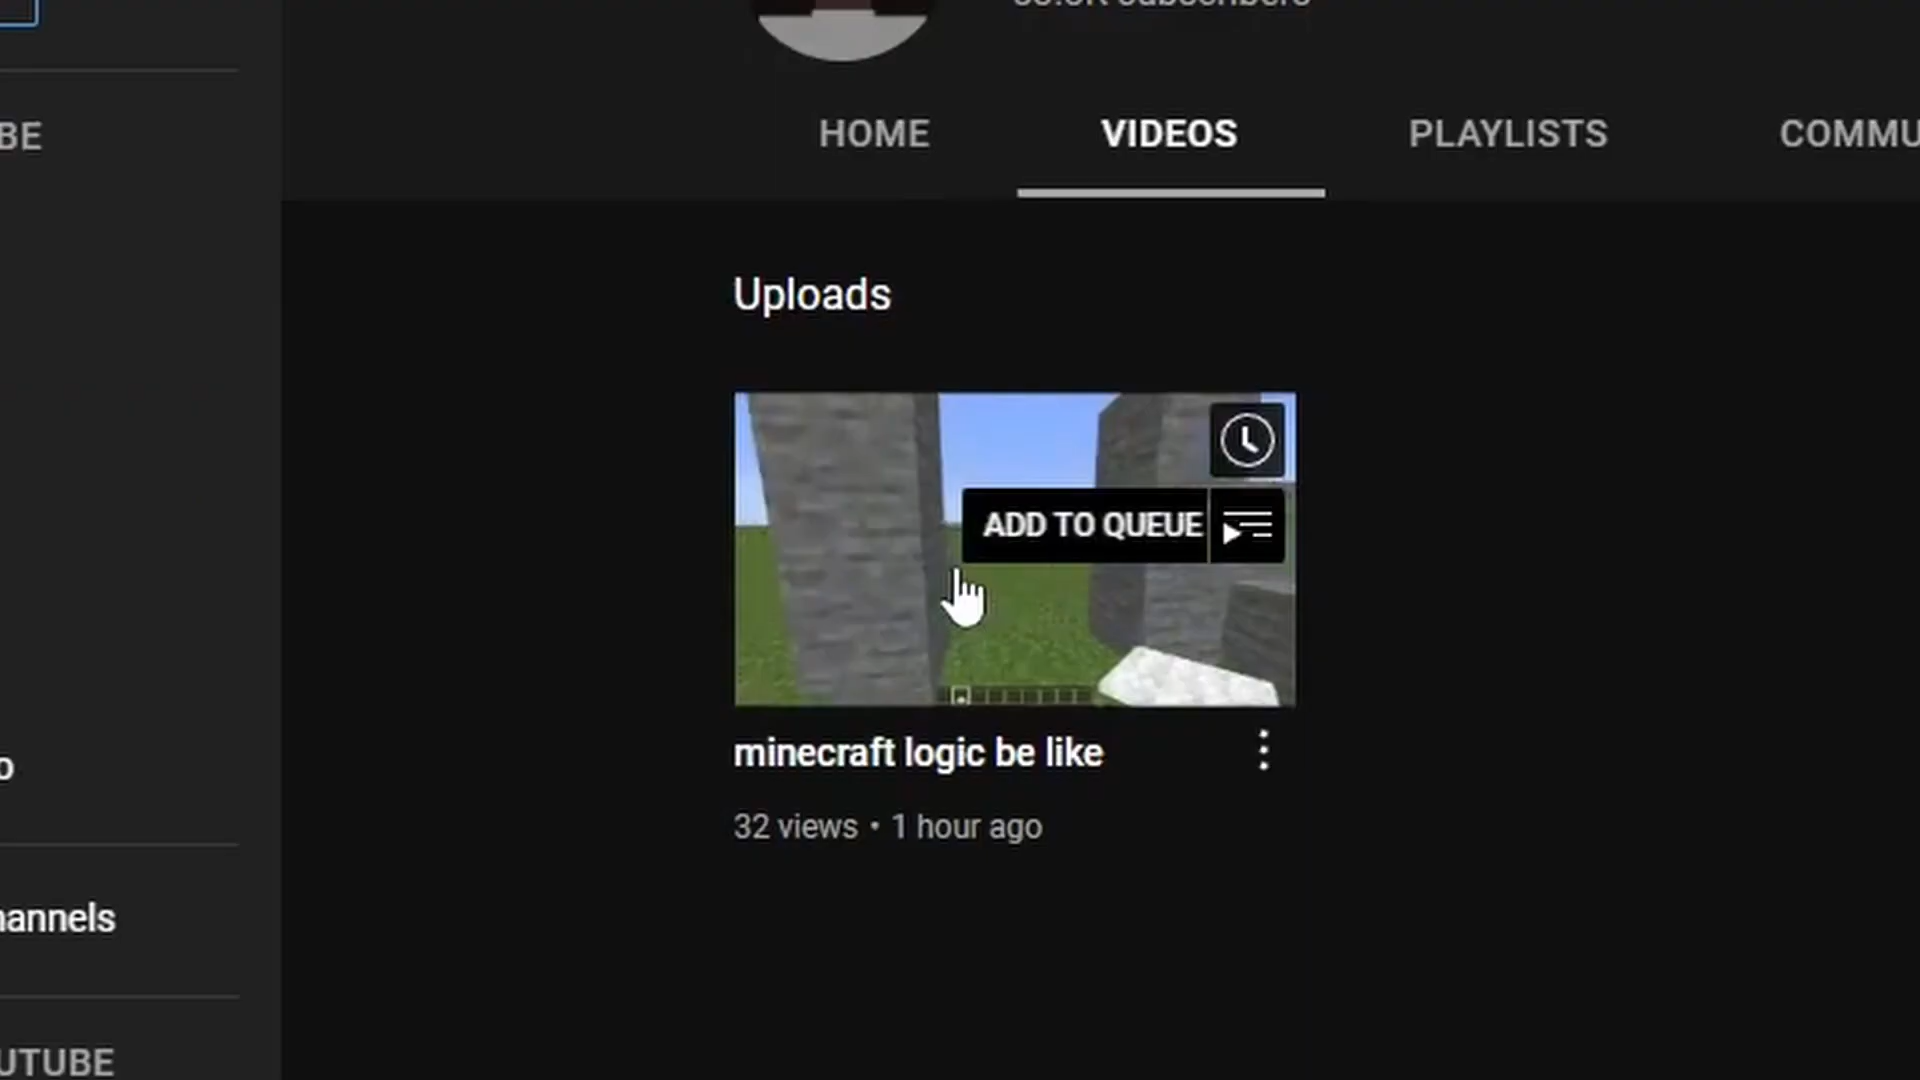 BE
HOME VIDEOS PLAYLISTS COMMU
Uploads
ADD TO QUEUE
minecraft logic be like
32 views • 1 hour ago
o
hannels
UTUBE